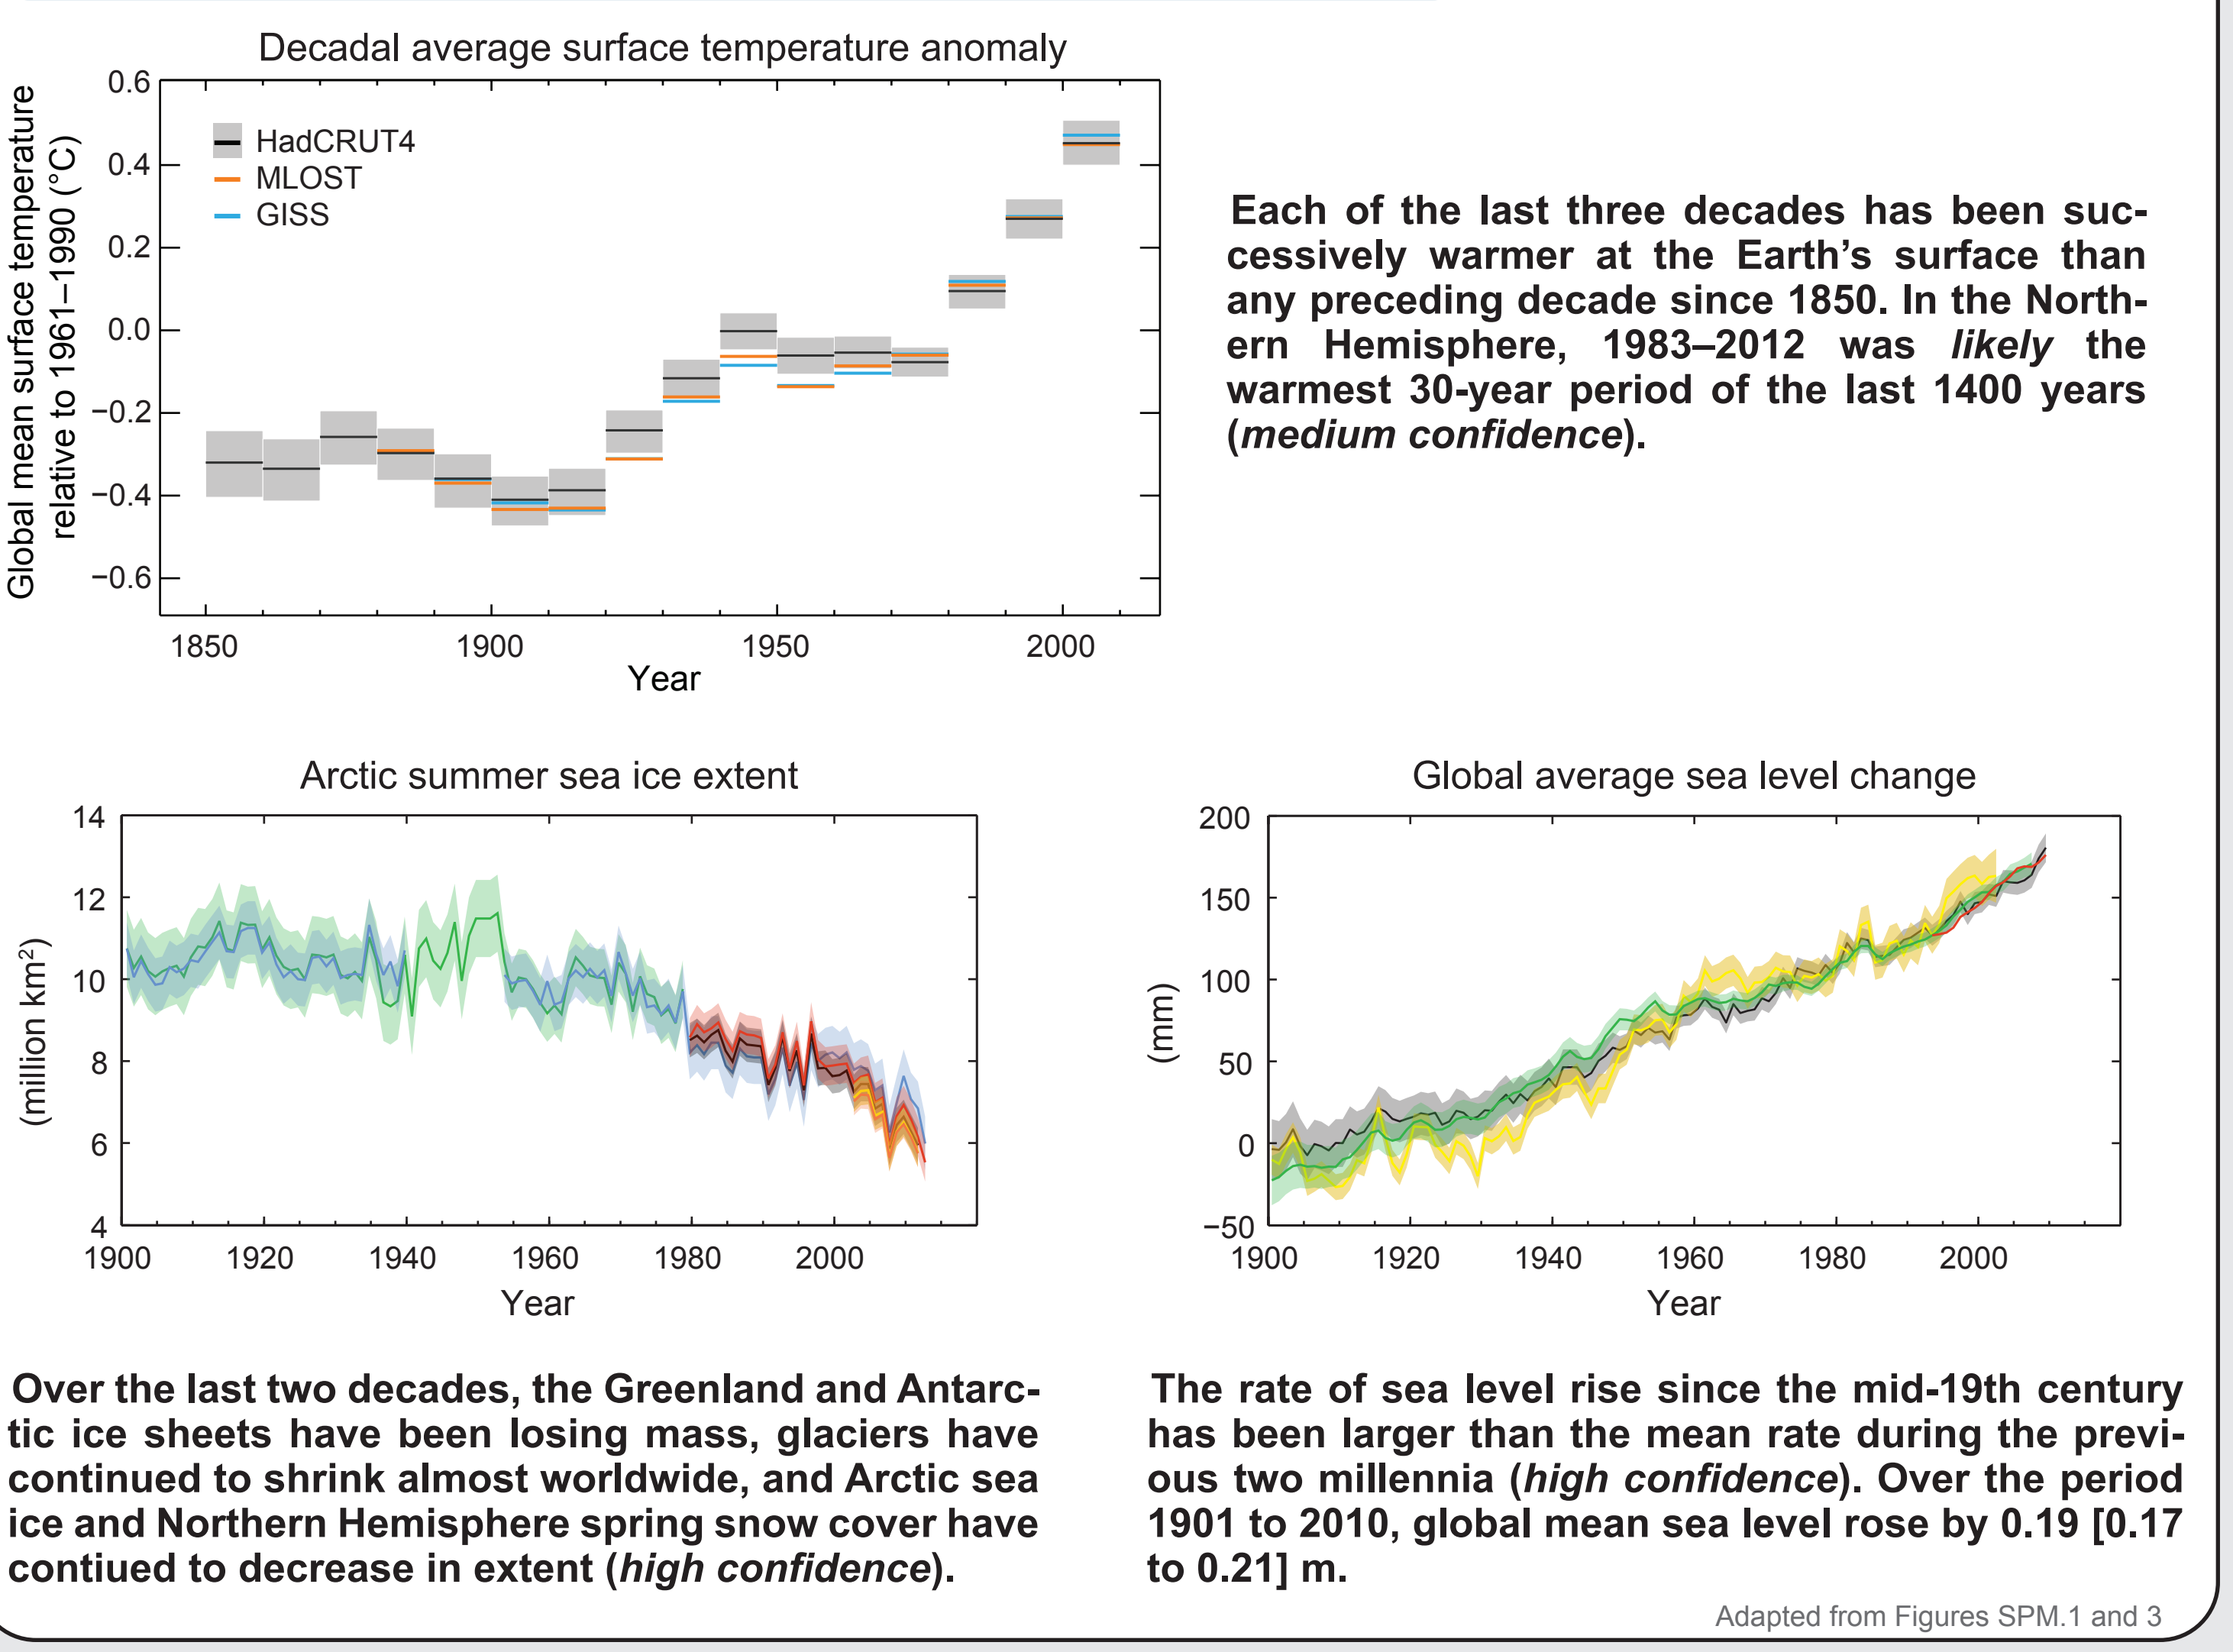 Decadal average surface temperature anomaly
Global mean surface temperature
relative to 1961–1990 (°C)
0.6
0.4
0.2
0.0
−0.2
−0.4
−0.6
HadCRUT4
MLOST
GISS
1850
1900
1950
2000
Year
Each of the last three decades has been suc-
cessively warmer at the Earth’s surface than
any preceding decade since 1850. In the North-
ern Hemisphere, 1983–2012 was likely the
warmest 30-year period of the last 1400 years
(medium confidence).
Arctic summer sea ice extent
(million km²)
14
12
10
8
6
4
1900
1920
1940
1960
1980
2000
Year
Global average sea level change
(mm)
200
150
100
50
0
−50
1900
1920
1940
1960
1980
2000
Year
Over the last two decades, the Greenland and Antarc-
tic ice sheets have been losing mass, glaciers have
continued to shrink almost worldwide, and Arctic sea
ice and Northern Hemisphere spring snow cover have
contiued to decrease in extent (high confidence).
The rate of sea level rise since the mid-19th century
has been larger than the mean rate during the previ-
ous two millennia (high confidence). Over the period
1901 to 2010, global mean sea level rose by 0.19 [0.17
to 0.21] m.
Adapted from Figures SPM.1 and 3